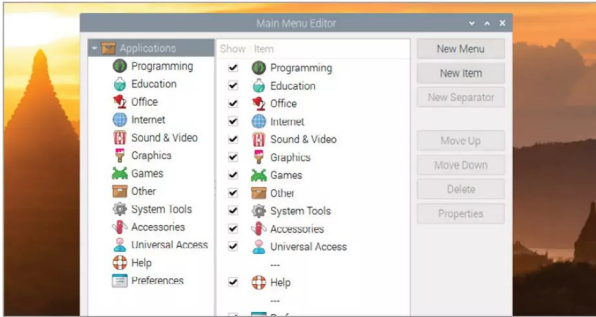 Main Menu Editor
Applications
Programming
Education
Office
Internet
Sound & Video
Graphics
Games
Other
System Tools
Accessories
Universal Access
Help
Preferences
Show Item
Programming
Education
Office
Internet
Sound & Video
Graphics
Games
Other
System Tools
Accessories
Universal Access
---
Help
---
New Menu
New Item
New Separator
Move Up
Move Down
Delete
Properties